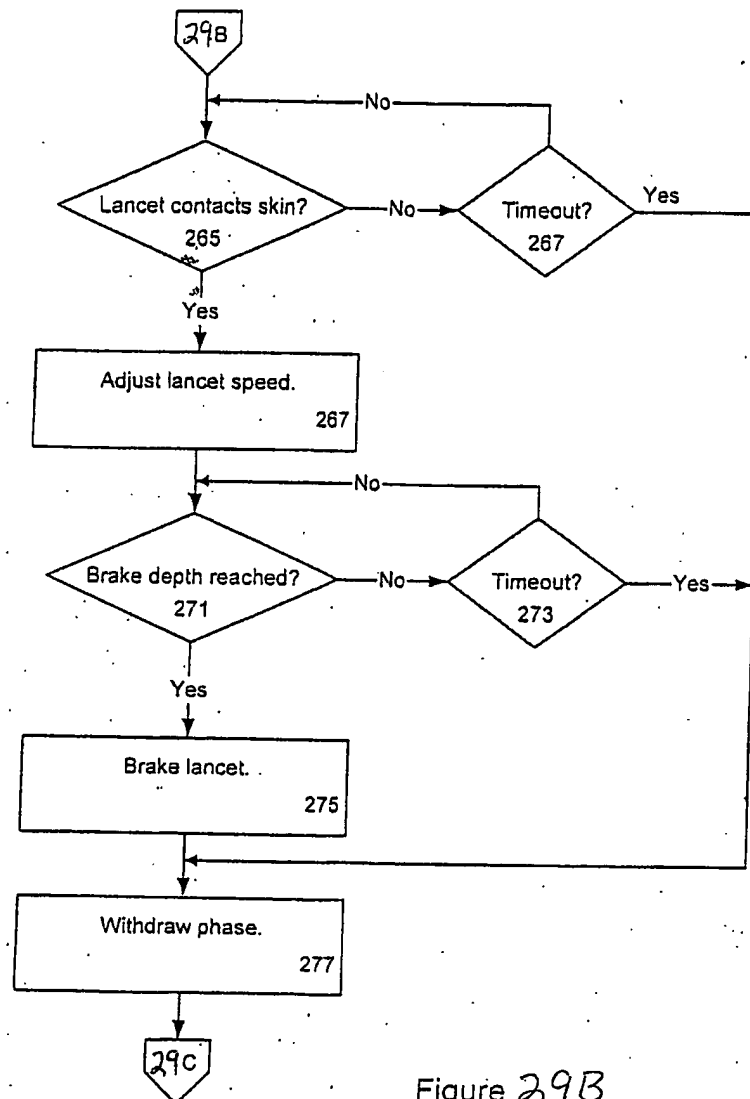 29B
No
Lancet contacts skin?
265
No
Timeout?
267
Yes
Yes
Adjust lancet speed.
267
No
Brake depth reached?
271
No
Timeout?
273
Yes
Yes
Brake lancet.
275
Withdraw phase.
277
29C
Figure 29B